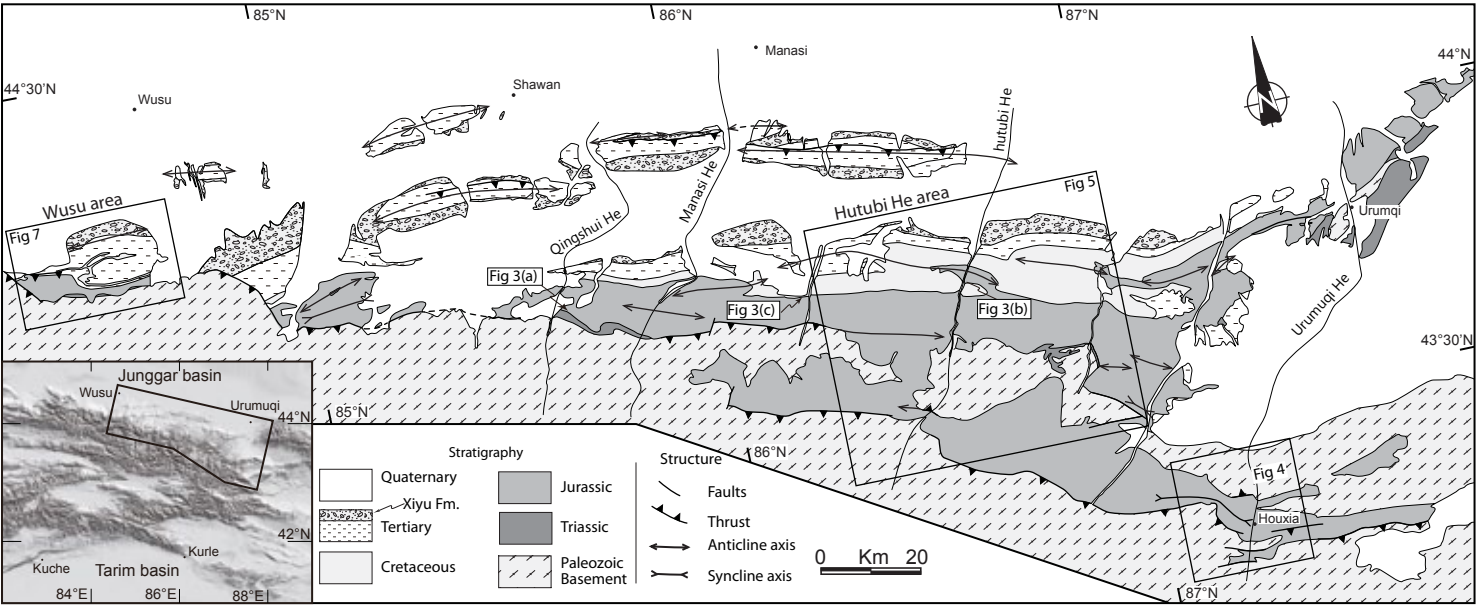 85°N
86°N
87°N
44°N
44°30'N
Wusu
Shawan
Manasi
hutubi He
N
Manasi He
Qingshui He
Wusu area
Fig 7
Hutubi He area
Fig 5
Urumqi
Urumuqi He
Fig 3(a)
Fig 3(c)
Fig 3(b)
43°30'N
Fig 4
Houxia
85°N
86°N
87°N
Junggar basin
Wusu
Urumuqi
44°N
42°N
Kurle
Kuche
Tarim basin
84°E
86°E
88°E
Stratigraphy
Quaternary
Xiyu Fm.
Tertiary
Cretaceous
Jurassic
Triassic
Paleozoic
Basement
Structure
Faults
Thrust
Anticline axis
Syncline axis
0 Km 20